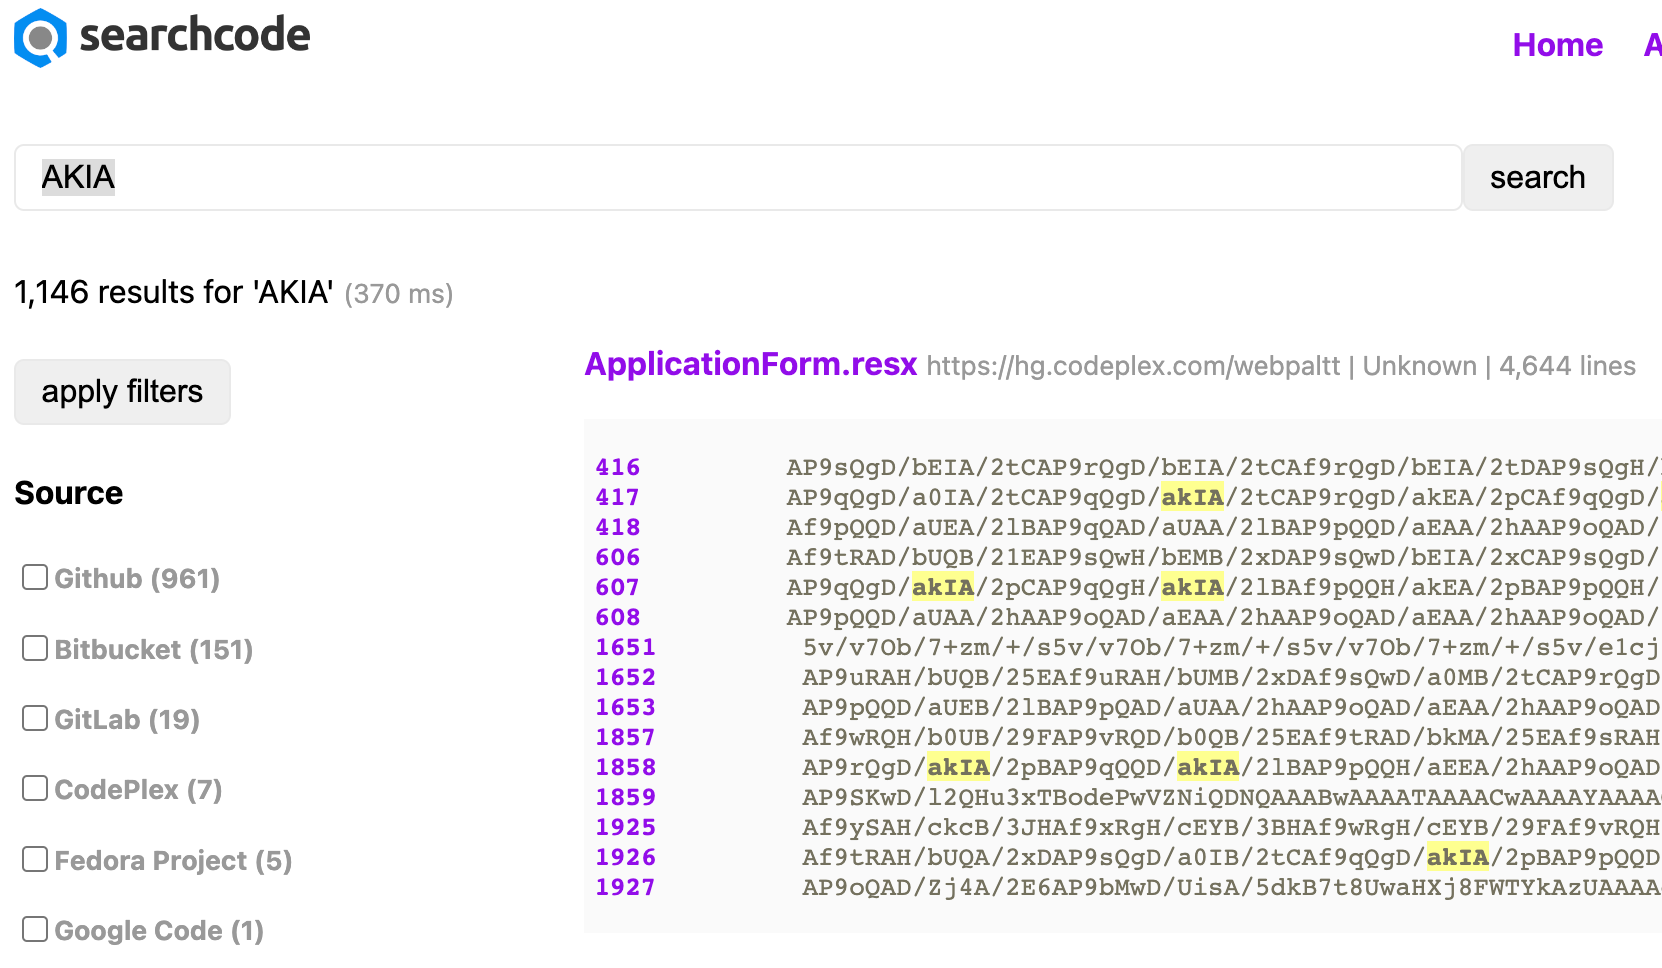 searchcode
Home
AKIA
search
1,146 results for 'AKIA' (370 ms)
apply filters
Source
Github (961)
Bitbucket (151)
GitLab (19)
CodePlex (7)
Fedora Project (5)
Google Code (1)
ApplicationForm.resx https://hg.codeplex.com/webpaltt | Unknown | 4,644 lines
416 AP9sQgD/bEIA/2tCAP9rQgD/bEIA/2tCAf9rQgD/bEIA/2tDAP9sQgH/
417 AP9qQgD/a0IA/2tCAP9qQgD/akIA/2tCAP9rQgD/akEA/2pCAf9qQgD/
418 Af9pQQD/aUEA/2lBAP9qQAD/aUAA/2lBAP9pQQD/aEAA/2hAAP9oQAD/
606 Af9tRAD/bUQB/21EAP9sQwH/bEMB/2xDAP9sQwD/bEIA/2xCAP9sQgD/
607 AP9qQgD/akIA/2pCAP9qQgH/akIA/2lBAf9pQQH/akEA/2pBAP9pQQH/
608 AP9pQQD/aUAA/2hAAP9oQAD/aEAA/2hAAP9oQAD/aEAA/2hAAP9oQAD/
1651 5v/v7Ob/7+zm/+/s5v/v7Ob/7+zm/+/s5v/v7Ob/7+zm/+/s5v/e1cj
1652 AP9uRAH/bUQB/25EAf9uRAH/bUMB/2xDAf9sQwD/a0MB/2tCAP9rQgD
1653 AP9pQQD/aUEB/2lBAP9pQAD/aUAA/2hAAP9oQAD/aEAA/2hAAP9oQAD
1857 Af9wRQH/b0UB/29FAP9vRQD/b0QB/25EAf9tRAD/bkMA/25EAf9sRAH
1858 AP9rQgD/akIA/2pBAP9qQQD/akIA/2lBAP9pQQH/aEEA/2hAAP9oQAD
1859 AP9SKwD/l2QHu3xTBodePwVZNiQDNQAAABwAAAATAAAACwAAAAYAAAA
1925 Af9ySAH/ckcB/3JHAf9xRgH/cEYB/3BHAf9wRgH/cEYB/29FAf9vRQH
1926 Af9tRAH/bUQA/2xDAP9sQgD/a0IB/2tCAf9qQgD/akIA/2pBAP9pQQD
1927 AP9oQAD/Zj4A/2E6AP9bMwD/UisA/5dkB7t8UwaHXj8FWTYkAzUAAAA